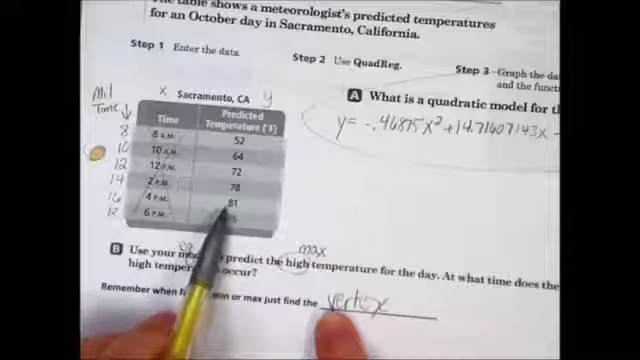 The table shows a meteorologist's predicted temperatures
for an October day in Sacramento, California.
Step 1 Enter the data.
Step 2 Use QuadReg.
Step 3 Graph the da
and the functi
Mil
Time
x Sacramento, CA y
Time Predicted Temperature (°F)
8 8 A.M. 52
10 10 A.M. 64
12 12 P.M. 72
14 2 P.M. 78
16 4 P.M. 81
6 P.M.
A What is a quadratic model for th
y = -.46875x² + 14.71607143x -
eq max
B Use your mod to predict the high temperature for the day. At what time does the
high temperature occur?
Remember when min or max just find the vertex